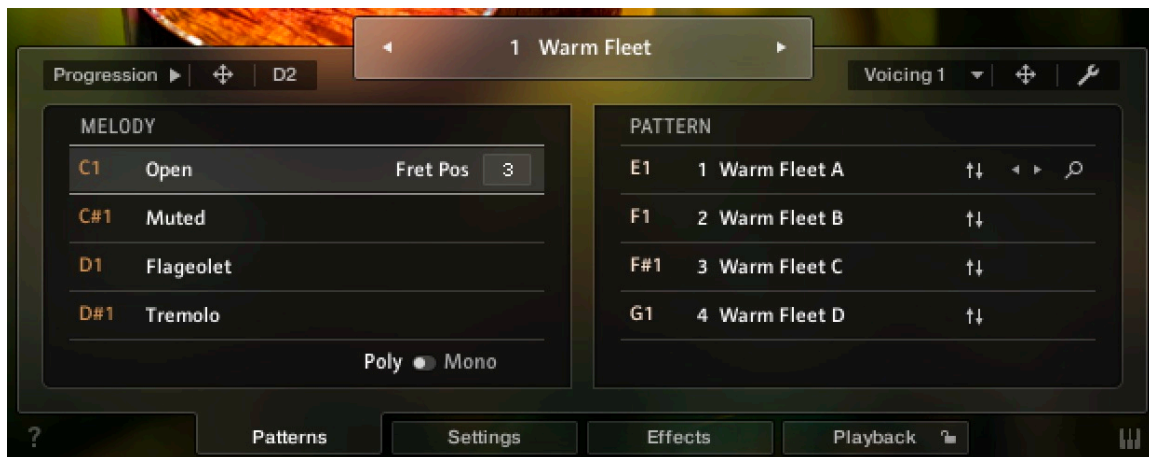 1 Warm Fleet
Progression D2
Voicing 1
MELODY
C1 Open Fret Pos 3
C#1 Muted
D1 Flageolet
D#1 Tremolo
Poly Mono
PATTERN
E1 1 Warm Fleet A
F1 2 Warm Fleet B
F#1 3 Warm Fleet C
G1 4 Warm Fleet D
? Patterns Settings Effects Playback